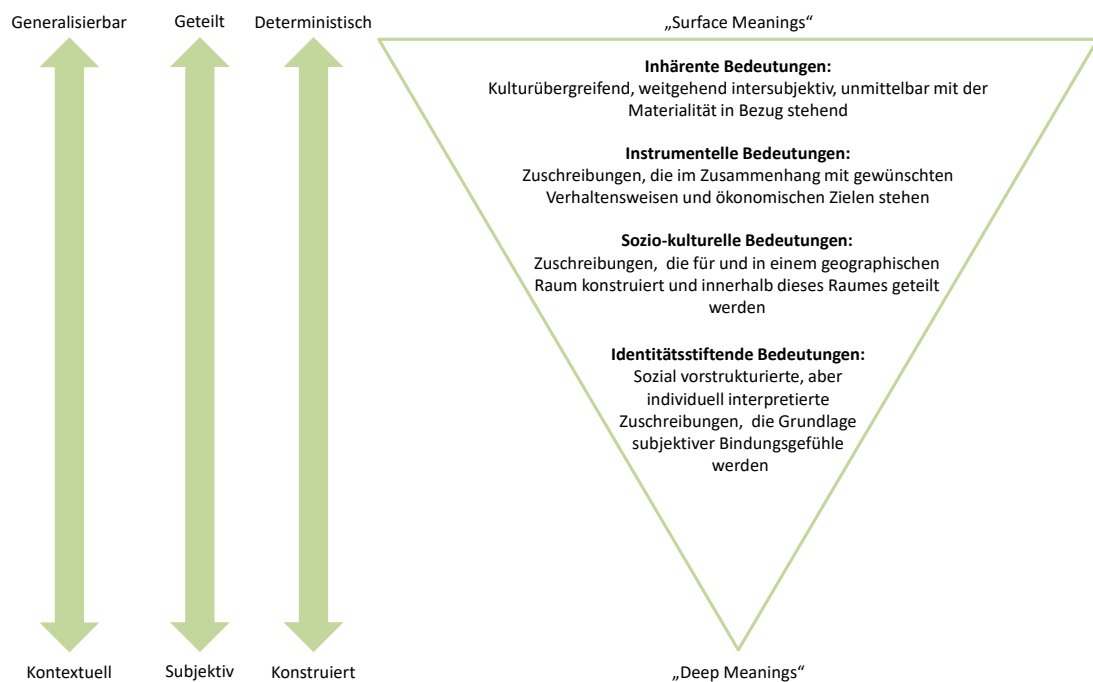 Generalisierbar
Geteilt
Deterministisch
„Surface Meanings“
Inhärente Bedeutungen:
Kulturübergreifend, weitgehend intersubjektiv, unmittelbar mit der
Materialität in Bezug stehend
Instrumentelle Bedeutungen:
Zuschreibungen, die im Zusammenhang mit gewünschten
Verhaltensweisen und ökonomischen Zielen stehen
Sozio-kulturelle Bedeutungen:
Zuschreibungen, die für und in einem geographischen
Raum konstruiert und innerhalb dieses Raumes geteilt
werden
Identitätsstiftende Bedeutungen:
Sozial vorstrukturierte, aber
individuell interpretierte
Zuschreibungen, die Grundlage
subjektiver Bindungsgefühle
werden
Kontextuell
Subjektiv
Konstruiert
„Deep Meanings“